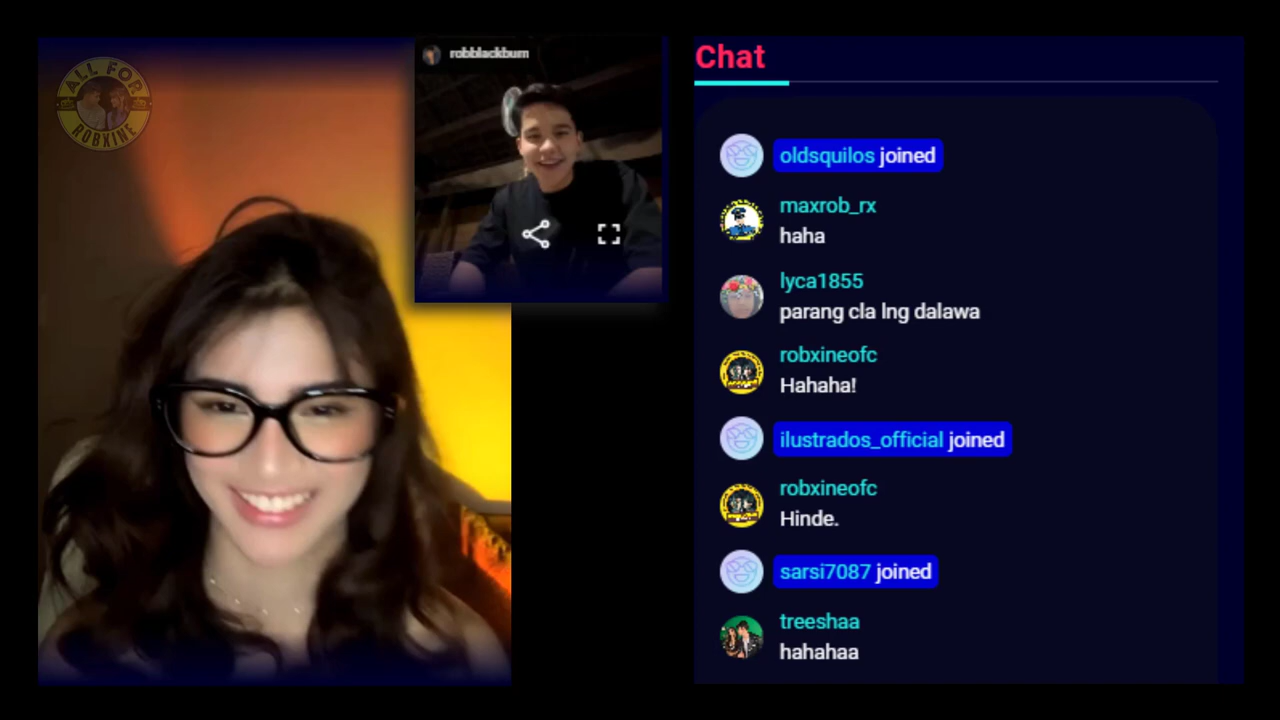 ALL FOR
ROBXINE
robblackburn
Chat
oldsquilos joined
maxrob_rx
haha
lyca1855
parang cla lng dalawa
robxineofc
Hahaha!
ilustrados_official joined
robxineofc
Hinde.
sarsi7087 joined
treeshaa
hahahaa